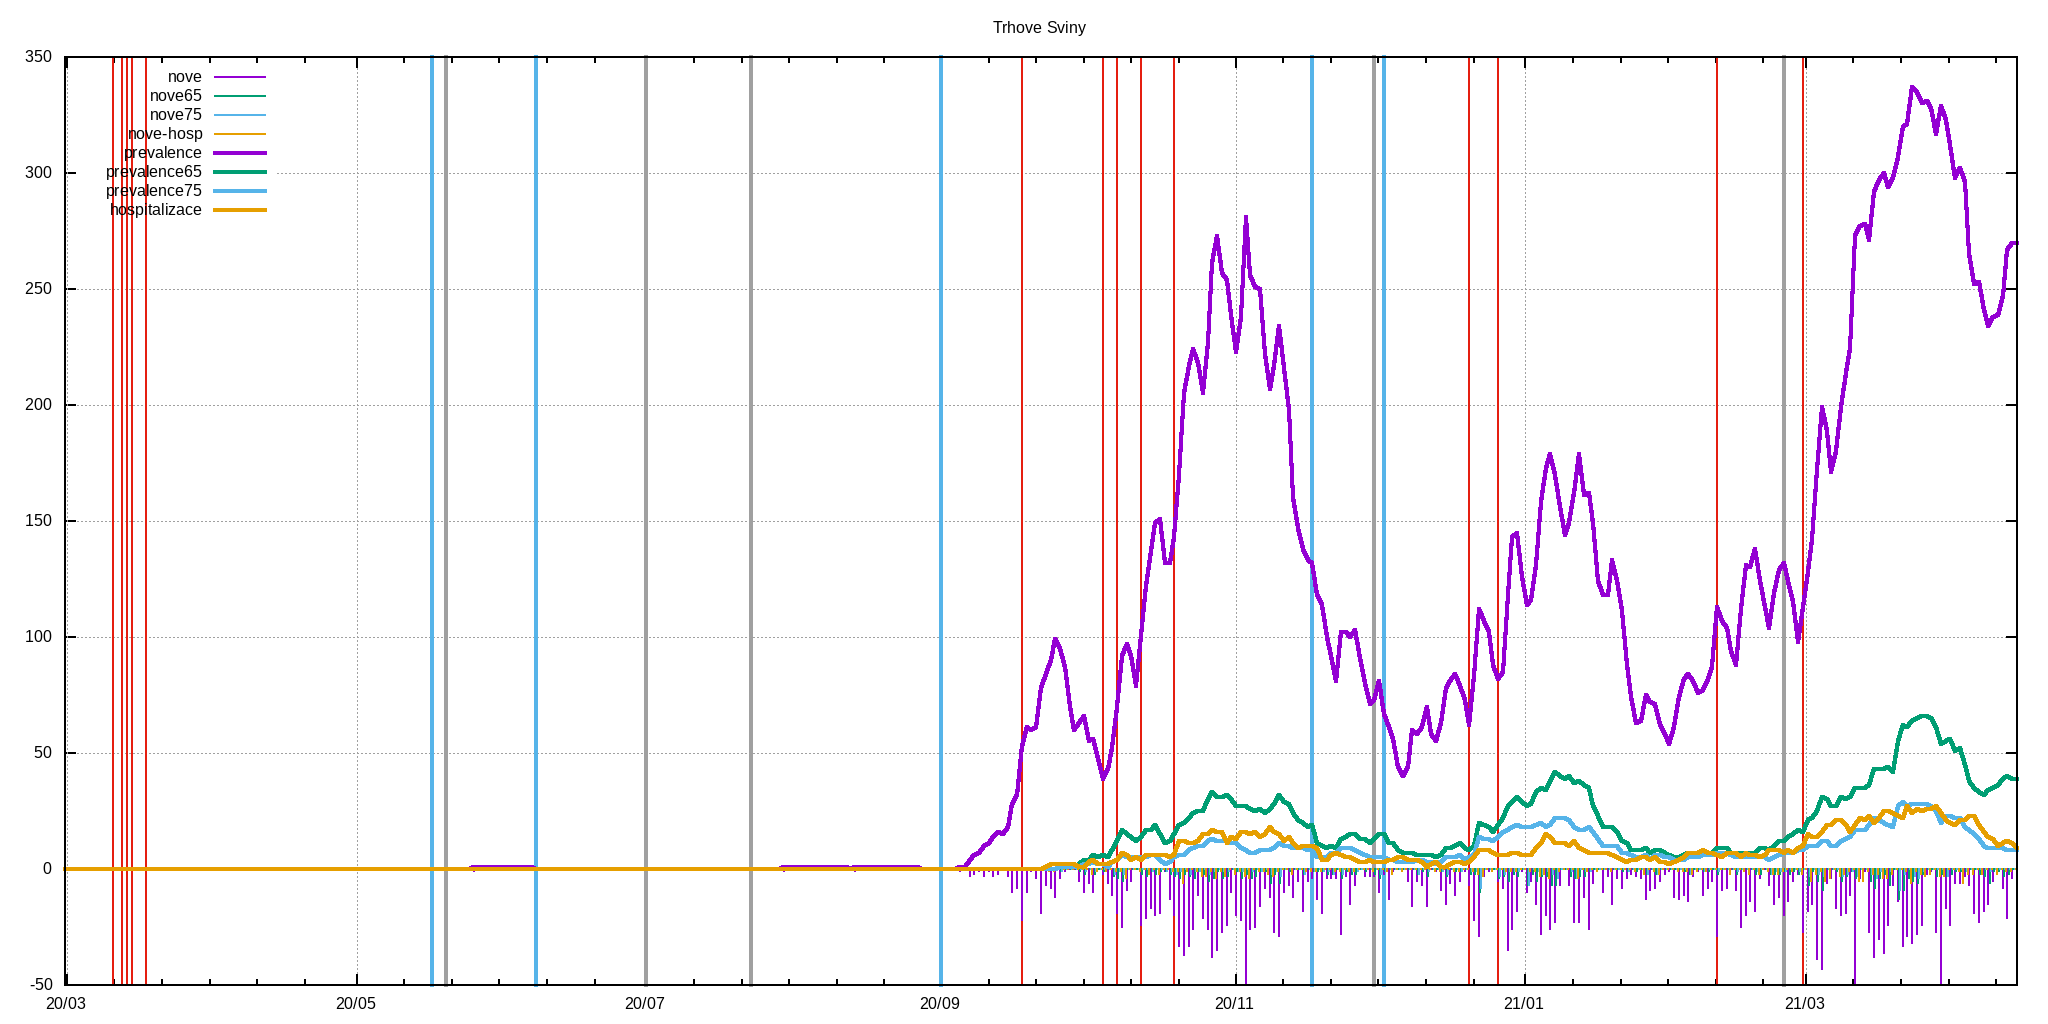 Trhove Sviny
350
300
250
200
150
100
50
0
-50
nove
nove65
nove75
nove-hosp
prevalence
prevalence65
prevalence75
hospitalizace
20/03 20/05 20/07 20/09 20/11 21/01 21/03